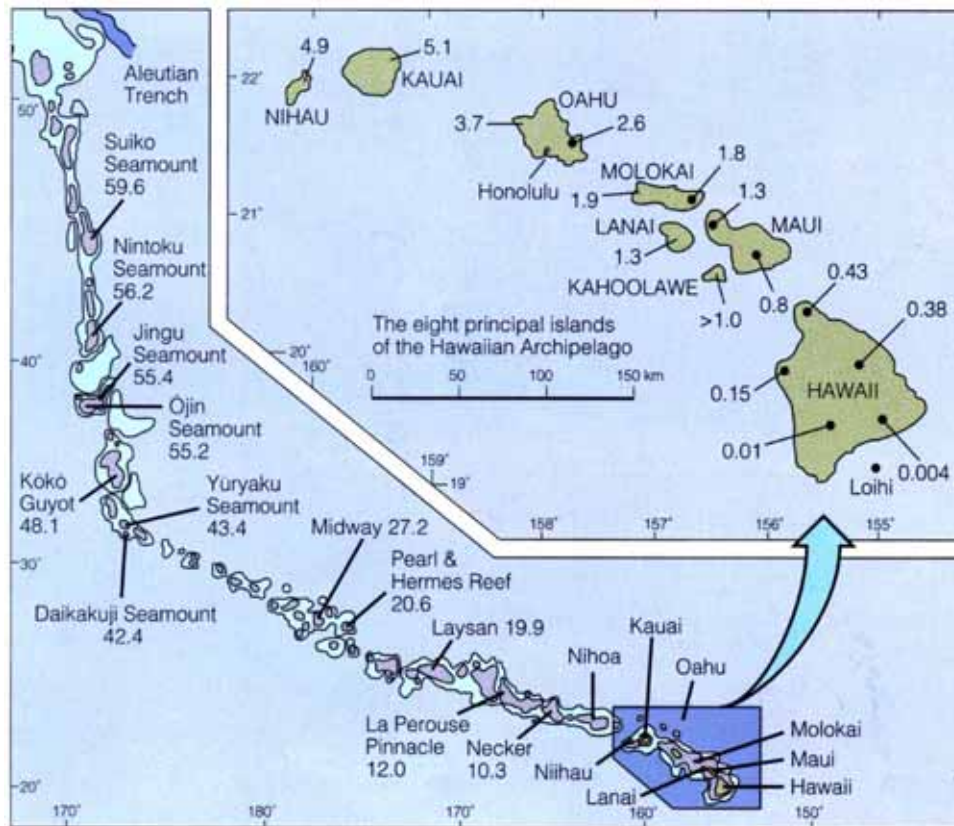 4.9
5.1
22°
KAUAI
NIHAU
OAHU
3.7
2.6
Honolulu
MOLOKAI
1.8
1.9
1.3
21°
LANAI
MAUI
1.3
KAHOOLAWE
>1.0
0.8
0.43
0.38
The eight principal islands
of the Hawaiian Archipelago
0 50 100 150 km
20°
160°
0.15
HAWAII
0.01
0.004
Loihi
159°
19°
158°
157°
156°
155°
Aleutian
Trench
50°
Suiko
Seamount
59.6
Nintoku
Seamount
56.2
Jingu
Seamount
55.4
40°
Ōjin
Seamount
55.2
Kōkō
Guyot
48.1
Yūryaku
Seamount
43.4
30°
Daikakuji Seamount
42.4
Midway 27.2
Pearl &
Hermes Reef
20.6
Laysan 19.9
La Perouse
Pinnacle
12.0
Necker
10.3
Nihoa
Kauai
Oahu
Niihau
Molokai
Maui
Lanai
Hawaii
20°
170°
180°
170°
160°
150°